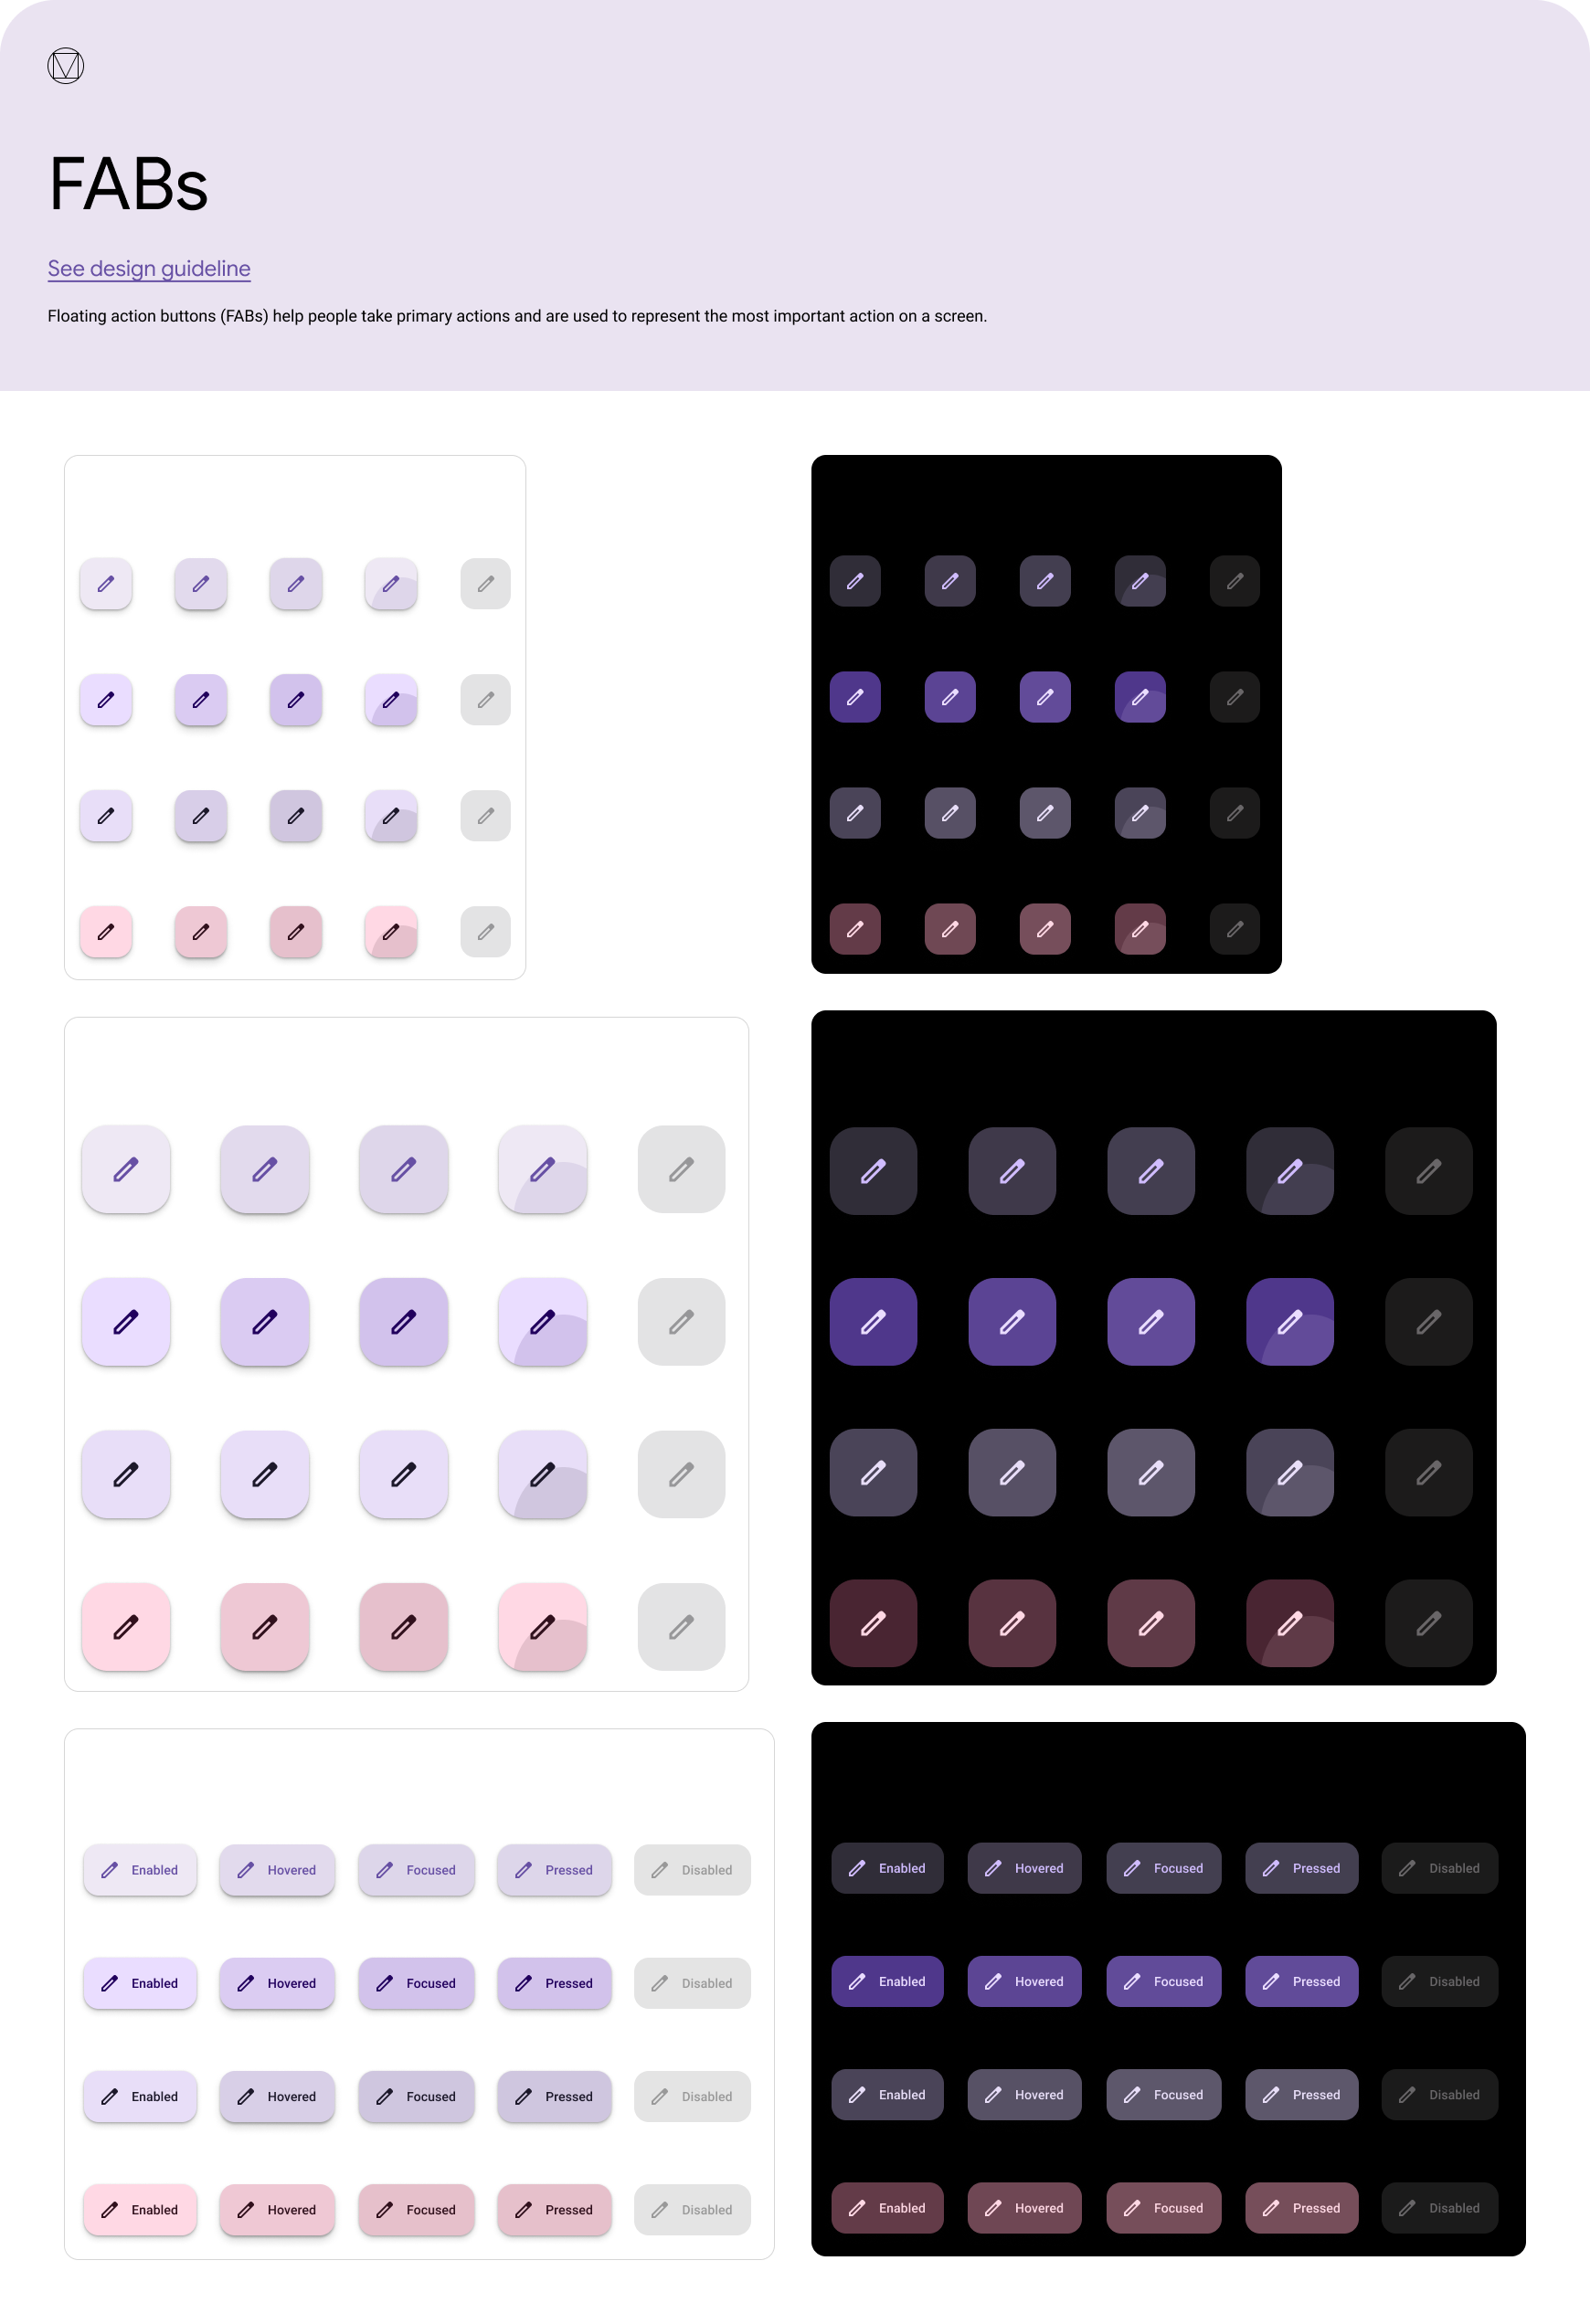 FABs
See design guideline
Floating action buttons (FABs) help people take primary actions and are used to represent the most important action on a screen.
Enabled Hovered Focused Pressed Disabled
Enabled Hovered Focused Pressed Disabled
Enabled Hovered Focused Pressed Disabled
Enabled Hovered Focused Pressed Disabled
Enabled Hovered Focused Pressed Disabled
Enabled Hovered Focused Pressed Disabled
Enabled Hovered Focused Pressed Disabled
Enabled Hovered Focused Pressed Disabled